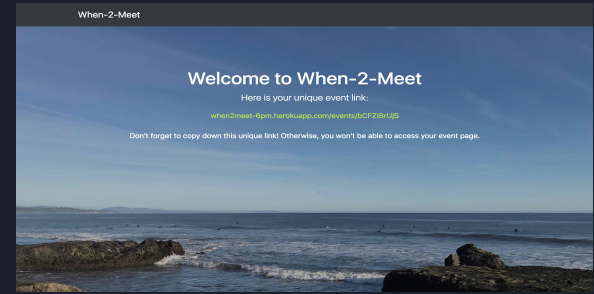 When-2-Meet
Welcome to When-2-Meet
Here is your unique event link:
when2meet-6pm.herokuapp.com/events/bCFZiBrUjS
Don't forget to copy down this unique link! Otherwise, you won't be able to access your event page.